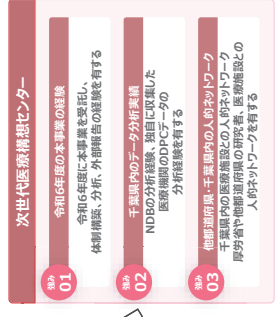 次世代医療構想センター
強み
01
令和6年度の本事業の経験
令和6年度に本事業を受託し、
体制構築、分析、外部報告の経験を有する
強み
02
千葉県内のデータ分析実績
NDBの分析経験、独自に収集した
医療機関のDPCデータの
分析経験を有する
強み
03
他都道府県・千葉県内の人的ネットワーク
千葉県内の医療施設との人的ネットワーク
厚労省や他都道府県の研究者、医療施設との
人的ネットワークを有する